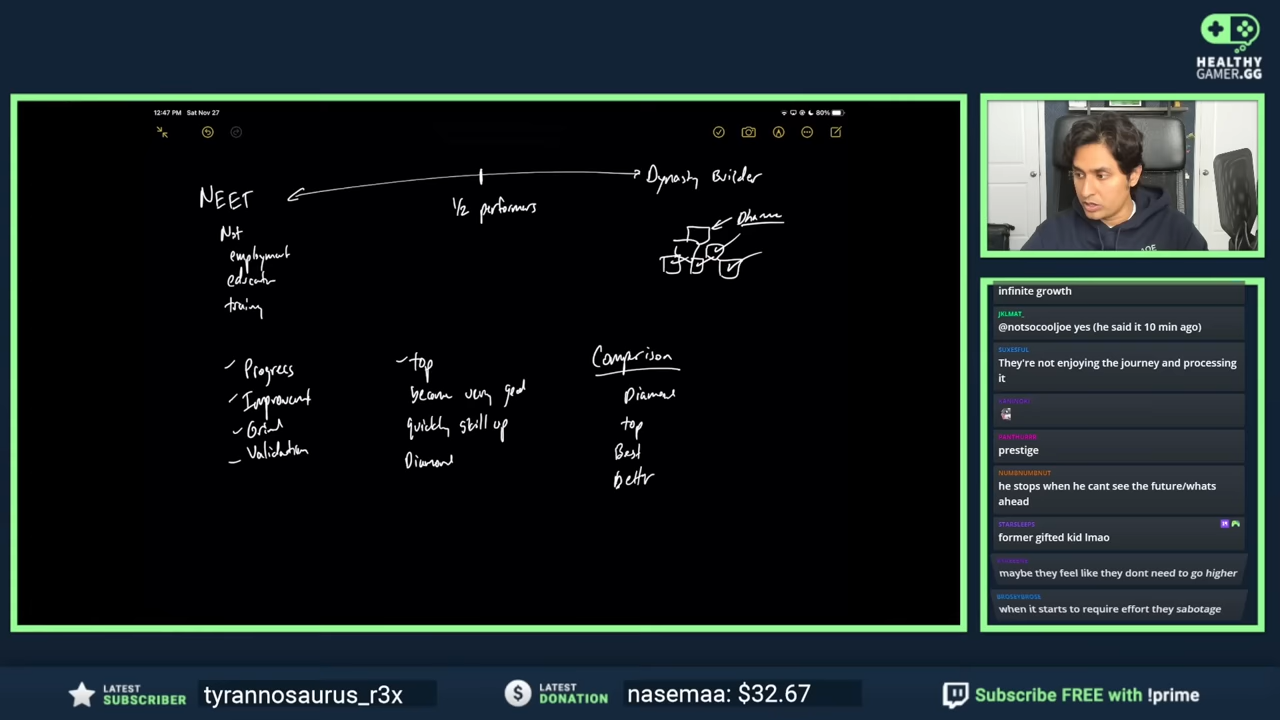 HEALTHY
GAMER.GG
12:47 PM Sat Nov 27
80%
NEET
Not
employment
education
training
1/2 performers
Dynasty Builder
Dharma
Progress
Improvement
Grind
Validation
top
become very good
quickly skill up
Diamond
Comparison
Diamond
top
Best
better
infinite growth
JKLMAT_
@notsocooljoe yes (he said it 10 min ago)
They're not enjoying the journey and processing
it
prestige
NUMBNUMBNUT
he stops when he cant see the future/whats
ahead
STARSLEEPS
former gifted kid lmao
maybe they feel like they dont need to go higher
when it starts to require effort they sabotage
LATEST
SUBSCRIBER
tyrannosaurus_r3x
$
LATEST
DONATION
nasemaa: $32.67
Subscribe FREE with !prime